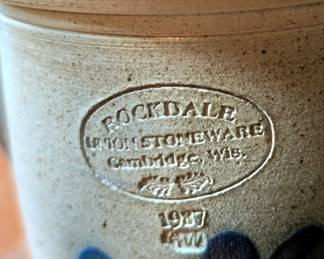 ROCKDALE
UNION STONEWARE
Cambridge, Wis.
1987